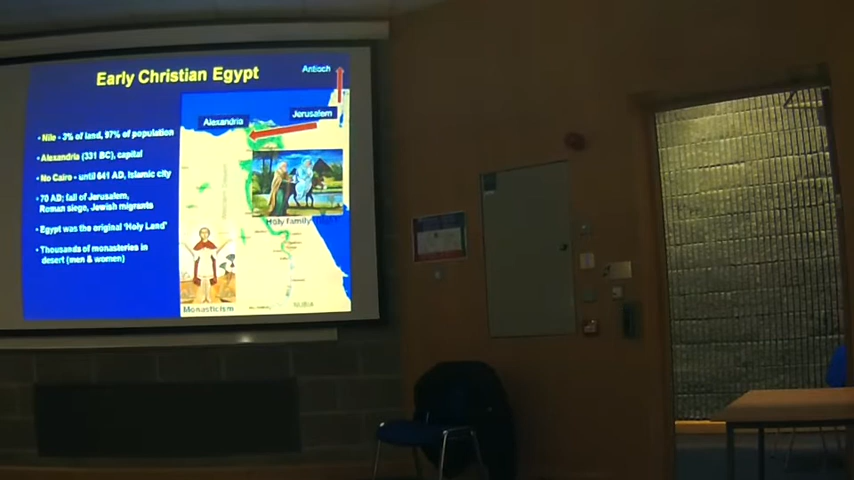 Early Christian Egypt
Antioch
Alexandria
Jerusalem
• Nile - 3% of land, 97% of population
• Alexandria (331 BC), capital
• No Cairo - until 641 AD, Islamic city
• 70 AD; fall of Jerusalem,
Roman siege, Jewish migrants
• Egypt was the original 'Holy Land'
• Thousands of monasteries in
desert (men & women)
Holy Family
Monasticism
NUBIA